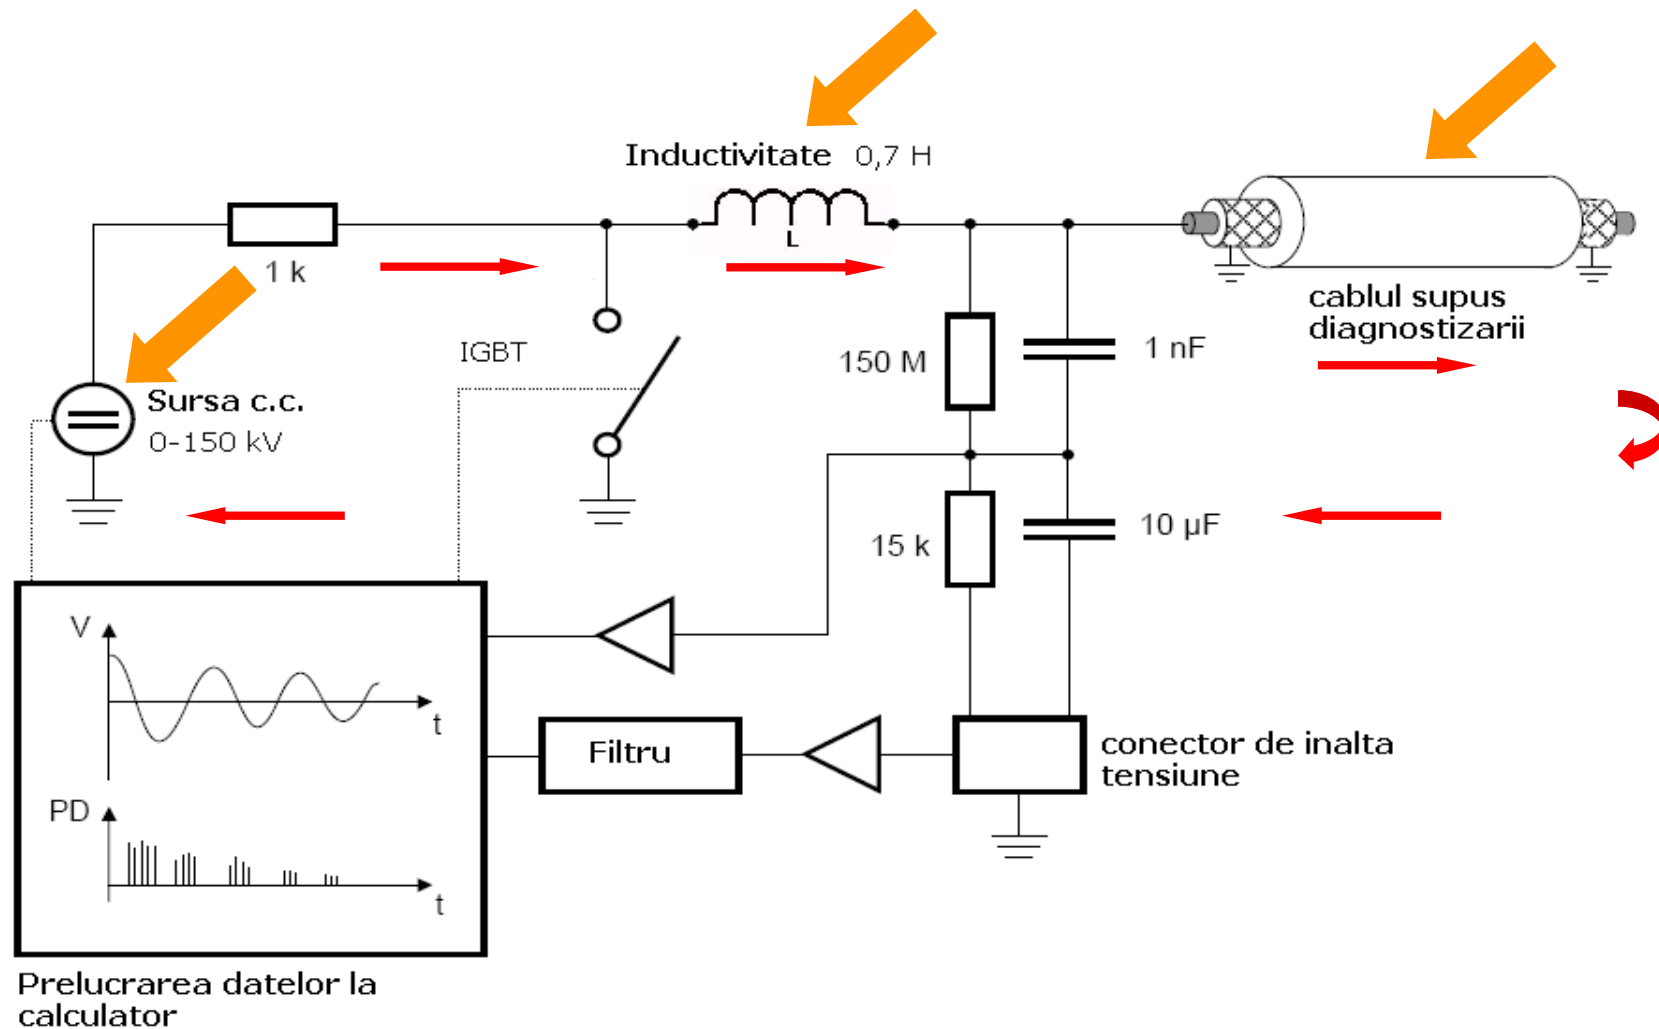 Inductivitate 0,7 H
L
1 k
cablul supus
diagnostizarii
IGBT
150 M
1 nF
Sursa c.c.
0-150 kV
15 k
10 µF
V
t
Filtru
conector de inalta
tensiune
PD
t
Prelucrarea datelor la
calculator